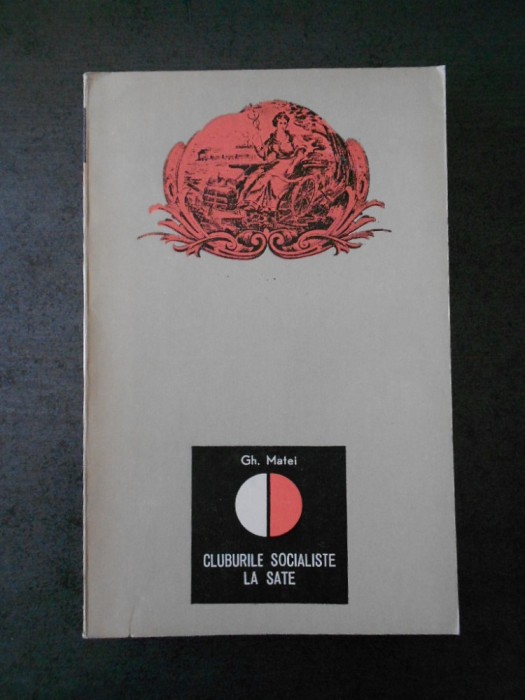 Gh. Matei
CLUBURILE SOCIALISTE
LA SATE